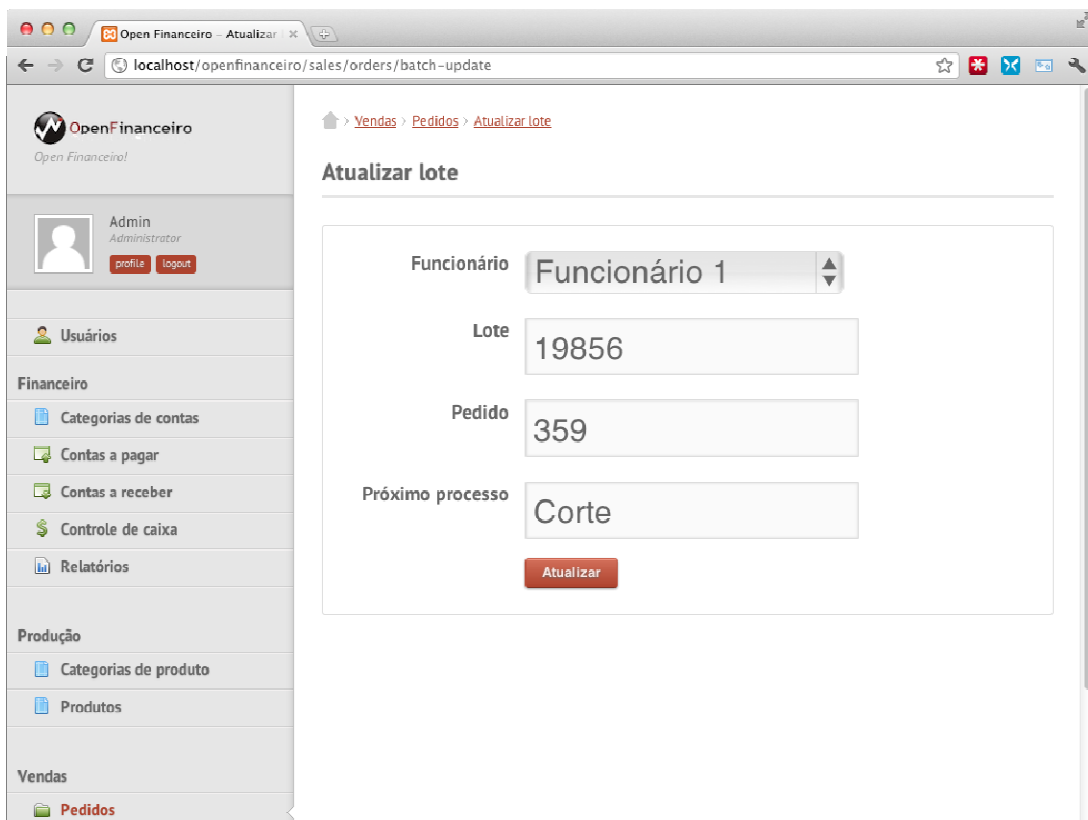 Open Financeiro – Atualizar
localhost/openfinanceiro/sales/orders/batch-update
OpenFinanceiro
Open Financeiro!
Admin
Administrator
profile logout
Usuários
Financeiro
Categorias de contas
Contas a pagar
Contas a receber
Controle de caixa
Relatórios
Produção
Categorias de produto
Produtos
Vendas
Pedidos
> Vendas > Pedidos > Atualizar lote
Atualizar lote
Funcionário Funcionário 1
Lote 19856
Pedido 359
Próximo processo Corte
Atualizar